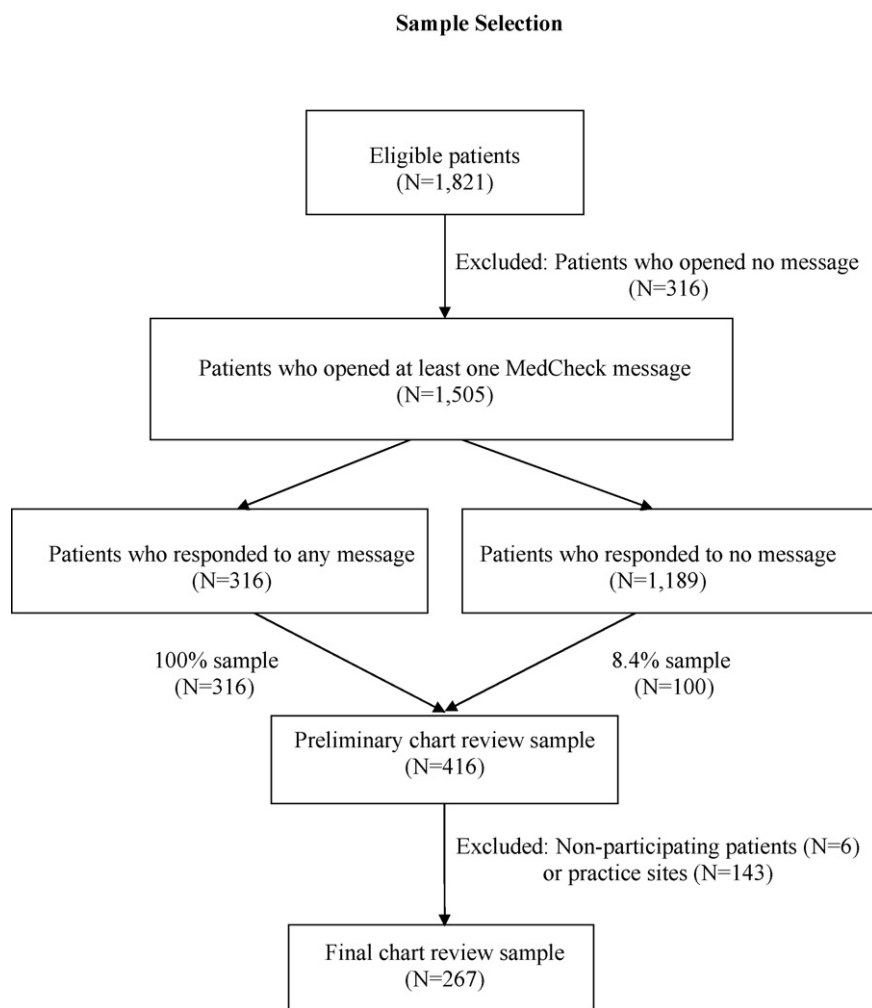 Sample Selection
Eligible patients
(N=1,821)
Excluded: Patients who opened no message
(N=316)
Patients who opened at least one MedCheck message
(N=1,505)
Patients who responded to any message
(N=316)
Patients who responded to no message
(N=1,189)
100% sample
(N=316)
8.4% sample
(N=100)
Preliminary chart review sample
(N=416)
Excluded: Non-participating patients (N=6)
or practice sites (N=143)
Final chart review sample
(N=267)